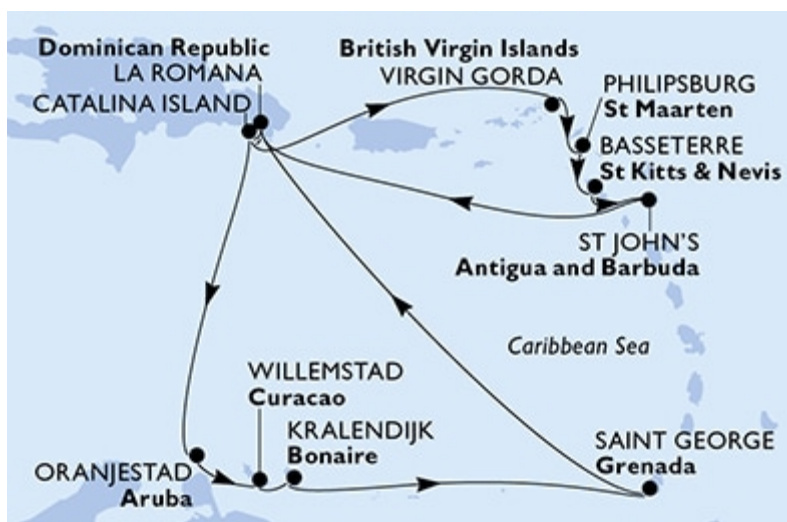 Dominican Republic
LA ROMANA
CATALINA ISLAND
British Virgin Islands
VIRGIN GORDA
PHILIPSBURG
St Maarten
BASSETERRE
St Kitts & Nevis
ST JOHN'S
Antigua and Barbuda
Caribbean Sea
WILLEMSTAD
Curacao
KRALENDIJK
Bonaire
ORANJESTAD
Aruba
SAINT GEORGE
Grenada